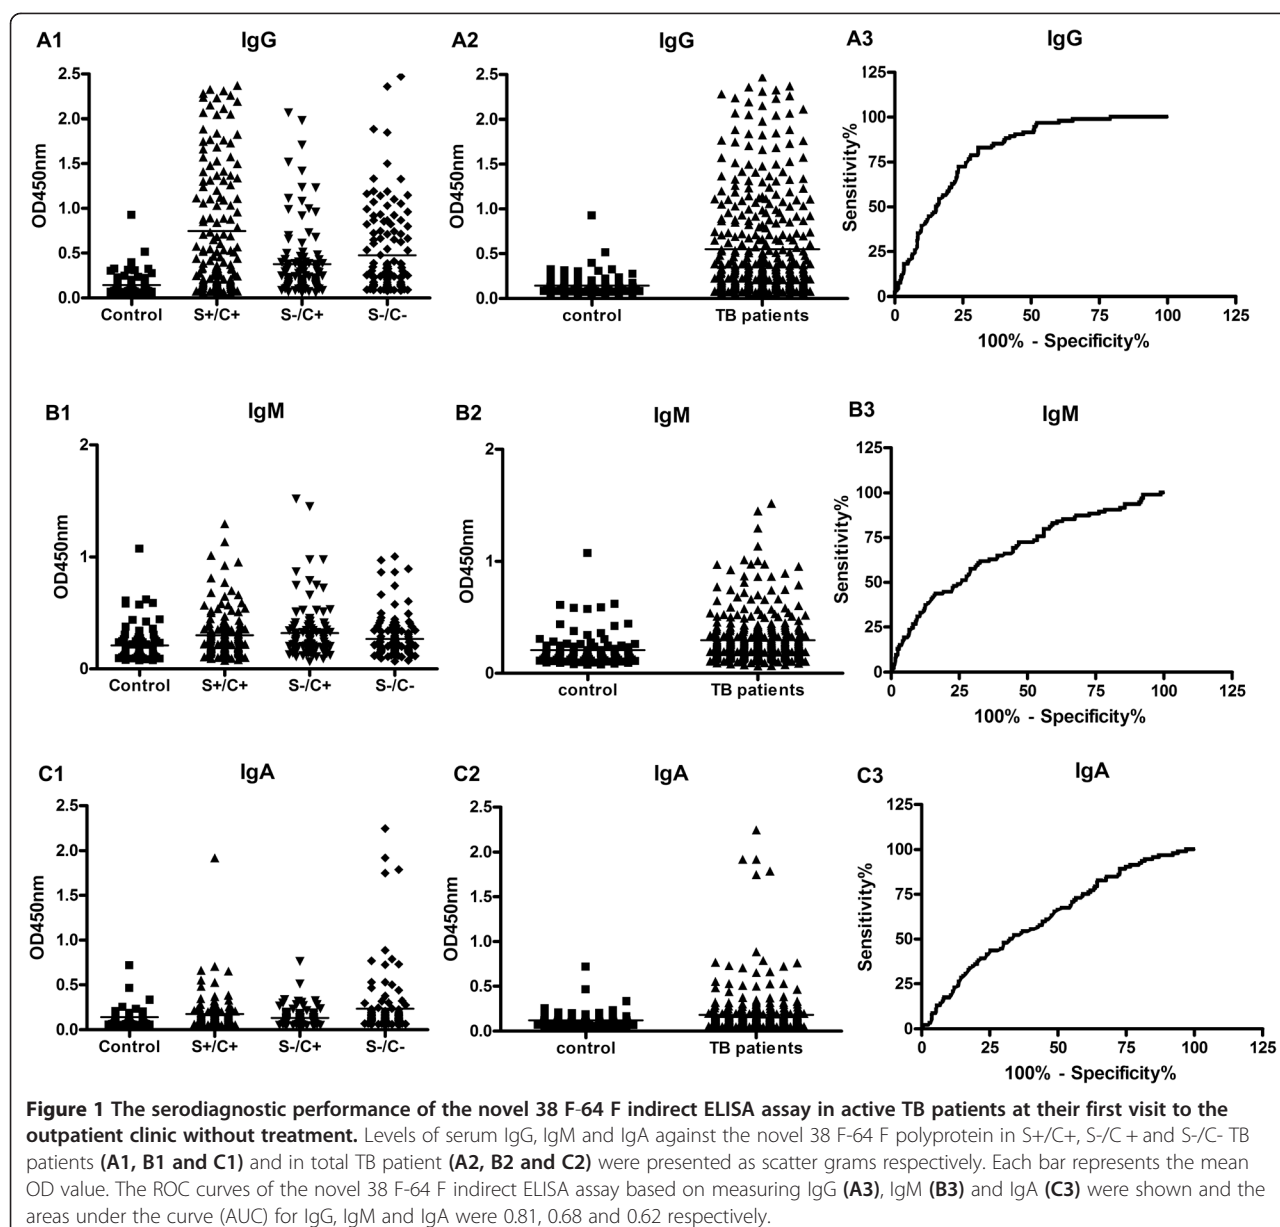 A1 IgG
2.5
2.0
1.5
1.0
0.5
0.0
OD450nm
Control S+/C+ S-/C+ S-/C-
A2 IgG
2.5
2.0
1.5
1.0
0.5
0.0
OD450nm
control TB patients
A3 IgG
125
100
75
50
25
0
Sensitivity%
0 25 50 75 100 125
100% - Specificity%
B1 IgM
2
1
0
OD450nm
Control S+/C+ S-/C+ S-/C-
B2 IgM
2
1
0
OD450nm
control TB patients
B3 IgM
125
100
75
50
25
0
Sensitivity%
0 25 50 75 100 125
100% - Specificity%
C1 IgA
2.5
2.0
1.5
1.0
0.5
0.0
OD450nm
Control S+/C+ S-/C+ S-/C-
C2 IgA
2.5
2.0
1.5
1.0
0.5
0.0
OD450nm
control TB patients
C3 IgA
125
100
75
50
25
0
Sensitivity%
0 25 50 75 100 125
100% - Specificity%
Figure 1 The serodiagnostic performance of the novel 38 F-64 F indirect ELISA assay in active TB patients at their first visit to the
outpatient clinic without treatment. Levels of serum IgG, IgM and IgA against the novel 38 F-64 F polyprotein in S+/C+, S-/C + and S-/C- TB
patients (A1, B1 and C1) and in total TB patient (A2, B2 and C2) were presented as scatter grams respectively. Each bar represents the mean
OD value. The ROC curves of the novel 38 F-64 F indirect ELISA assay based on measuring IgG (A3), IgM (B3) and IgA (C3) were shown and the
areas under the curve (AUC) for IgG, IgM and IgA were 0.81, 0.68 and 0.62 respectively.